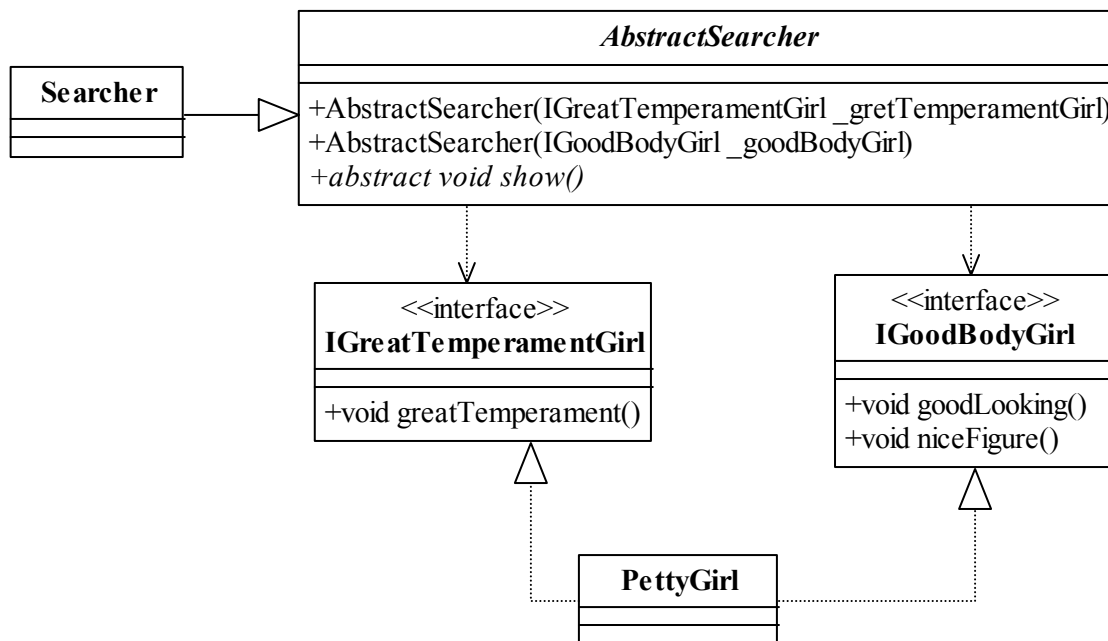 AbstractSearcher
Searcher
+AbstractSearcher(IGreatTemperamentGirl _gretTemperamentGirl)
+AbstractSearcher(IGoodBodyGirl _goodBodyGirl)
+abstract void show()
<<interface>>
IGreatTemperamentGirl
+void greatTemperament()
<<interface>>
IGoodBodyGirl
+void goodLooking()
+void niceFigure()
PettyGirl